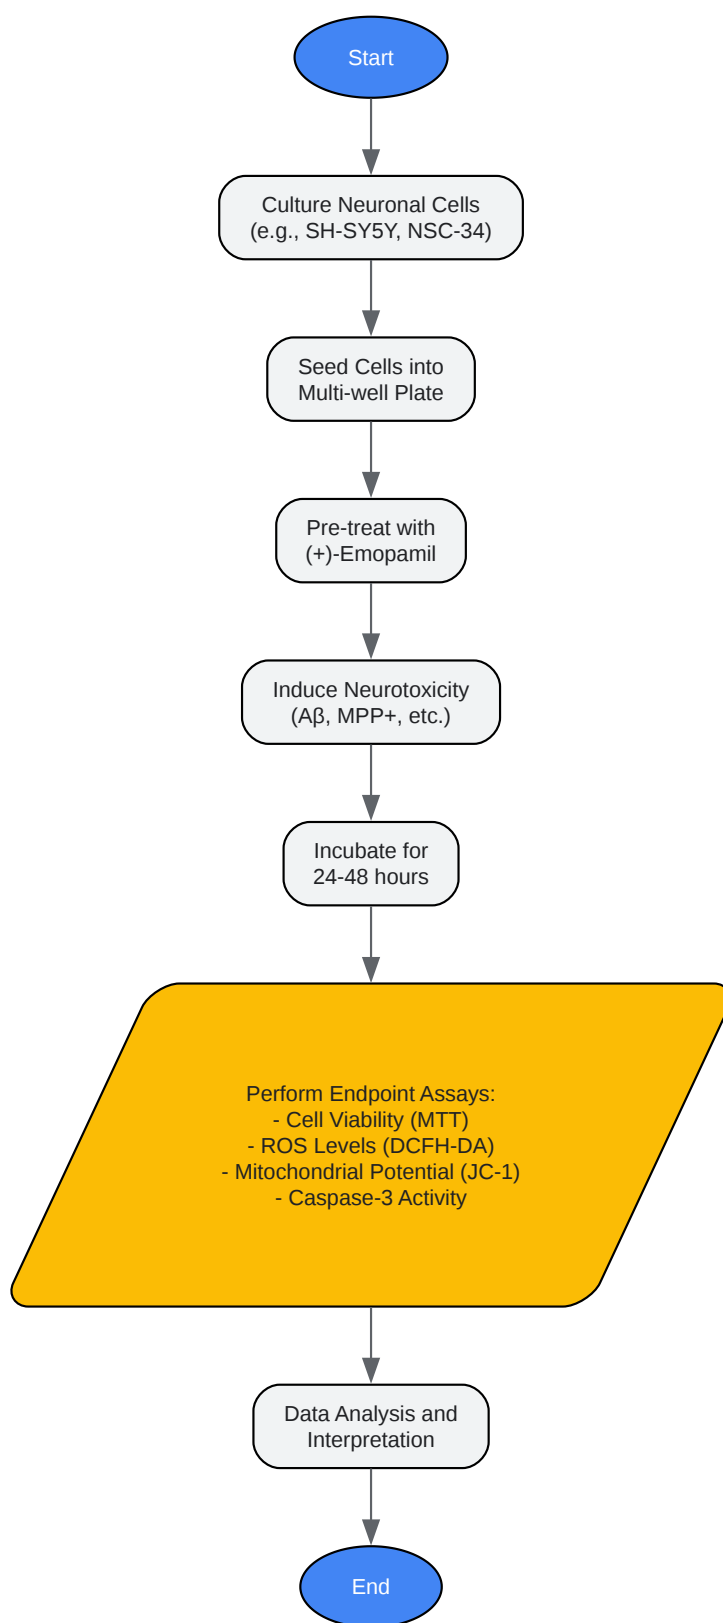 Start
Culture Neuronal Cells
(e.g., SH-SY5Y, NSC-34)
Seed Cells into
Multi-well Plate
Pre-treat with
(+)-Emopamil
Induce Neurotoxicity
(Aβ, MPP+, etc.)
Incubate for
24-48 hours
Perform Endpoint Assays:
- Cell Viability (MTT)
- ROS Levels (DCFH-DA)
- Mitochondrial Potential (JC-1)
- Caspase-3 Activity
Data Analysis and
Interpretation
End